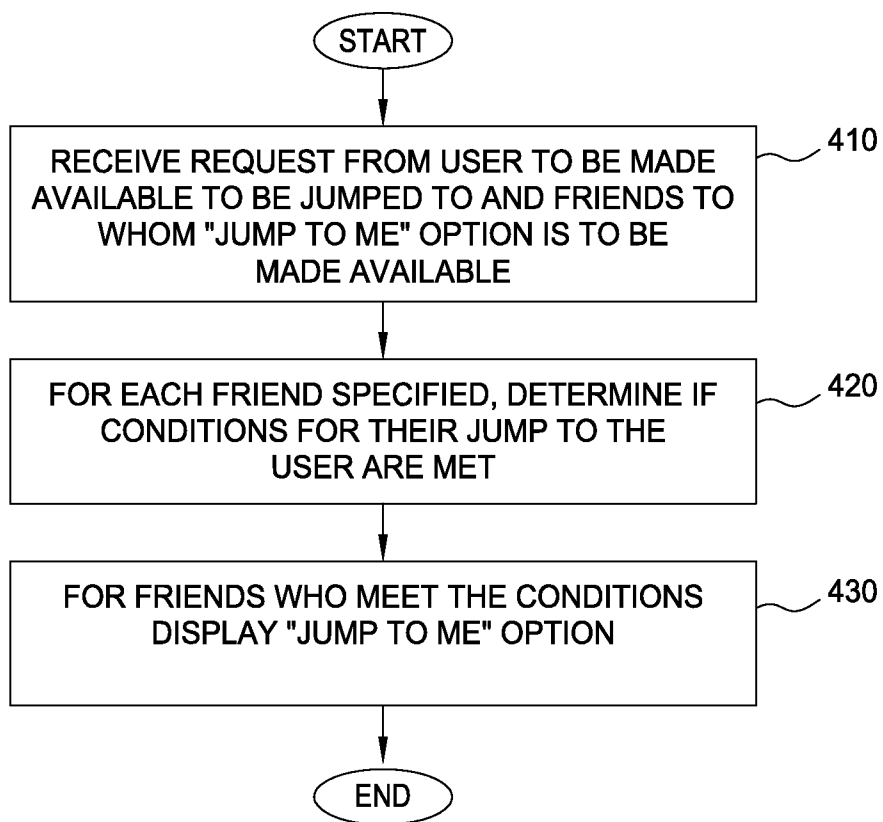 START
RECEIVE REQUEST FROM USER TO BE MADE
AVAILABLE TO BE JUMPED TO AND FRIENDS TO
WHOM "JUMP TO ME" OPTION IS TO BE
MADE AVAILABLE
410
FOR EACH FRIEND SPECIFIED, DETERMINE IF
CONDITIONS FOR THEIR JUMP TO THE
USER ARE MET
420
FOR FRIENDS WHO MEET THE CONDITIONS
DISPLAY "JUMP TO ME" OPTION
430
END